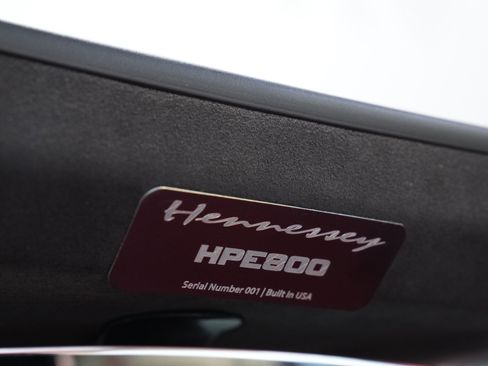 Hennessey
HPE800
Serial Number 001 | Built In USA